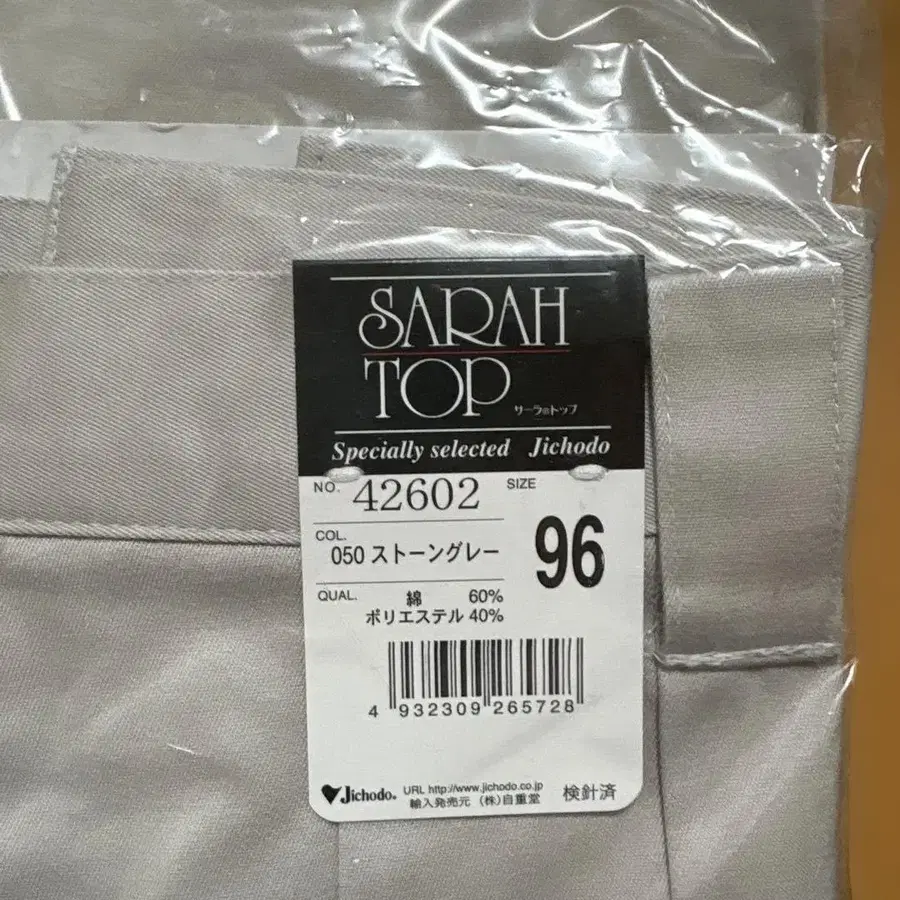 SARAH
TOP サーラのトップ
Specially selected Jichodo
NO. 42602 SIZE
96
COL.
050 ストーングレー
QUAL. 綿 60%
ポリエステル 40%
4 932309 265728
Jichodo® URL http://www.jichodo.co.jp
輸入発売元 (株)自重堂 検針済